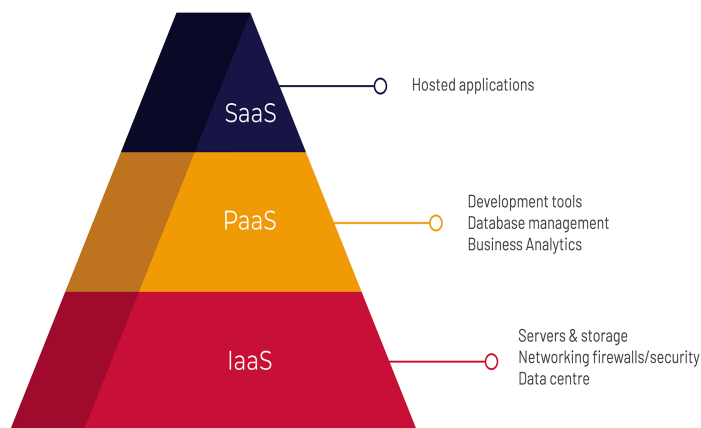 SaaS
Hosted applications
PaaS
Development tools
Database management
Business Analytics
IaaS
Servers & storage
Networking firewalls/security
Data centre